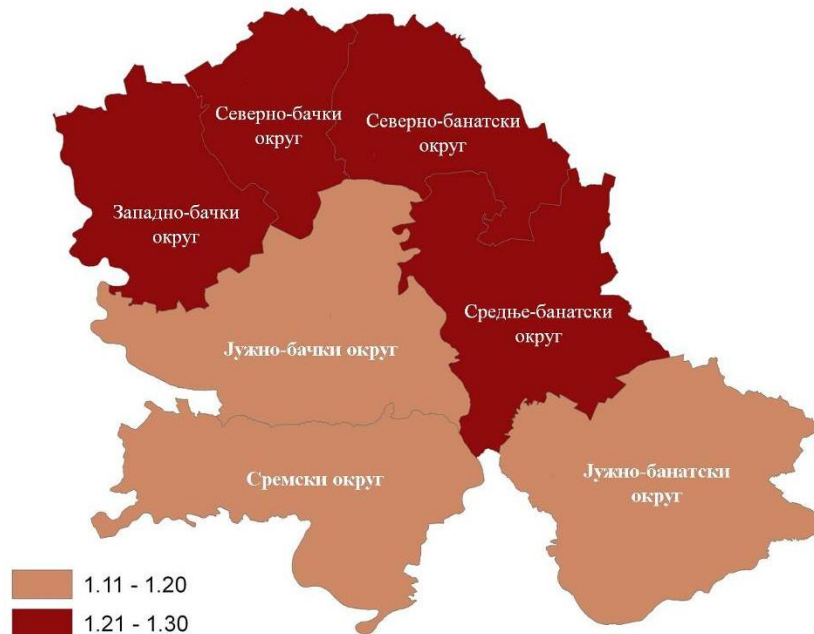 Северно-бачки
округ
Северно-банатски
округ
Западно-бачки
округ
Средње-банатски
округ
Јужно-бачки округ
Сремски округ
Јужно-банатски
округ
1.11 - 1.20
1.21 - 1.30